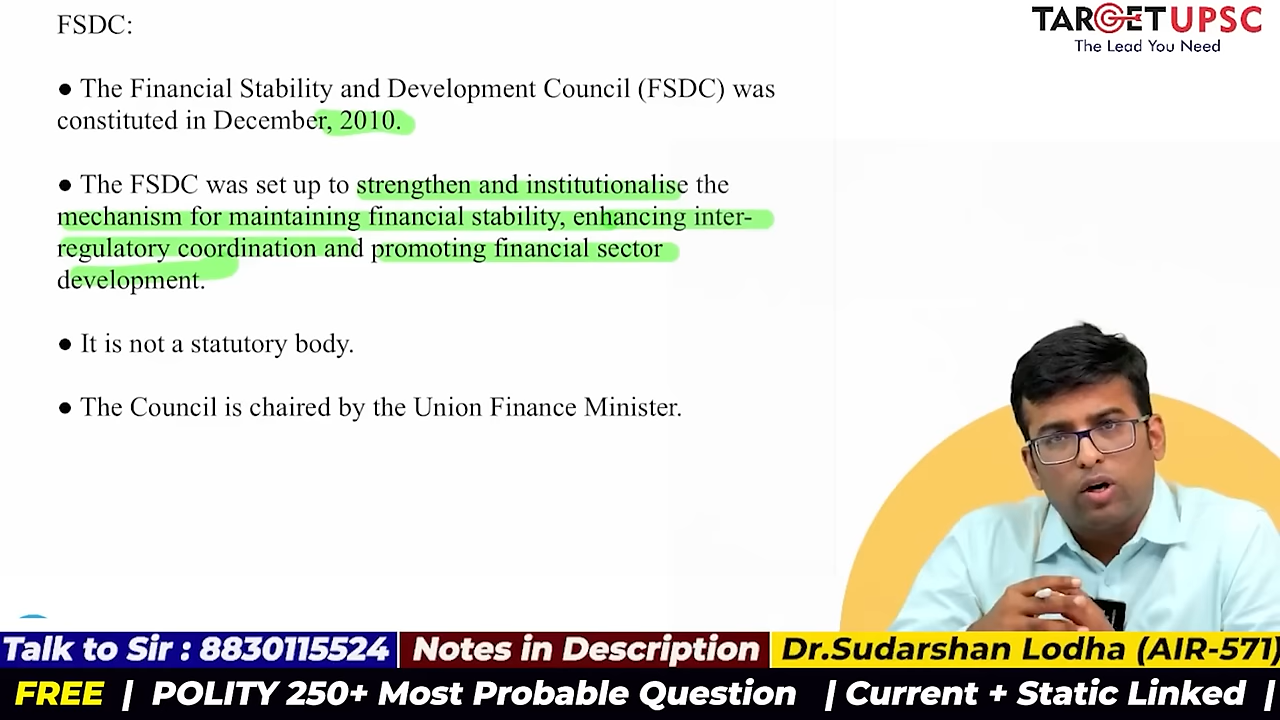 FSDC:
TARGET UPSC
The Lead You Need
● The Financial Stability and Development Council (FSDC) was
constituted in December, 2010.
● The FSDC was set up to strengthen and institutionalise the
mechanism for maintaining financial stability, enhancing inter-
regulatory coordination and promoting financial sector
development.
● It is not a statutory body.
● The Council is chaired by the Union Finance Minister.
Talk to Sir : 8830115524 Notes in Description Dr.Sudarshan Lodha (AIR-571)
FREE | POLITY 250+ Most Probable Question | Current + Static Linked |